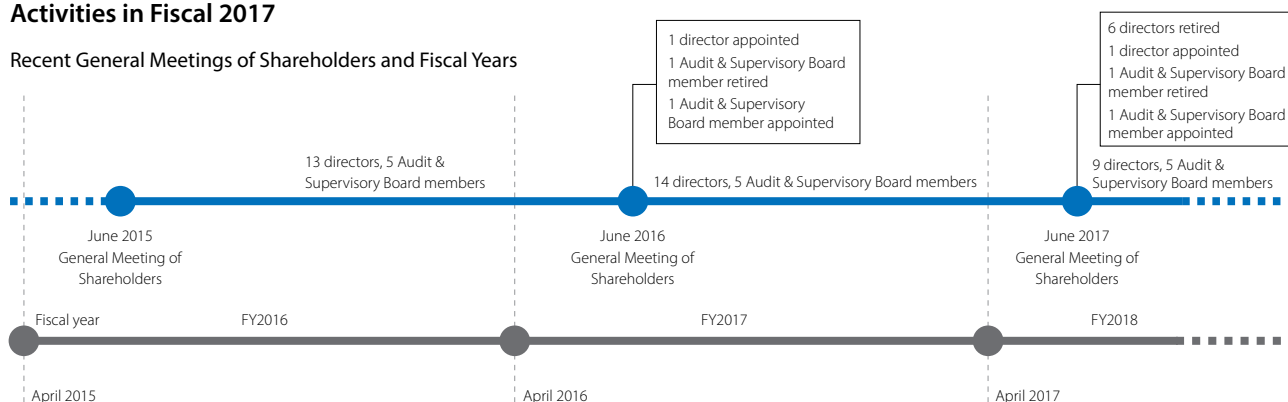 Activities in Fiscal 2017
Recent General Meetings of Shareholders and Fiscal Years
1 director appointed
1 Audit & Supervisory Board
member retired
1 Audit & Supervisory
Board member appointed
6 directors retired
1 director appointed
1 Audit & Supervisory Board
member retired
1 Audit & Supervisory Board
member appointed
13 directors, 5 Audit &
Supervisory Board members
14 directors, 5 Audit & Supervisory Board members
9 directors, 5 Audit &
Supervisory Board members
June 2015
General Meeting of
Shareholders
June 2016
General Meeting of
Shareholders
June 2017
General Meeting of
Shareholders
Fiscal year
FY2016
FY2017
FY2018
April 2015
April 2016
April 2017